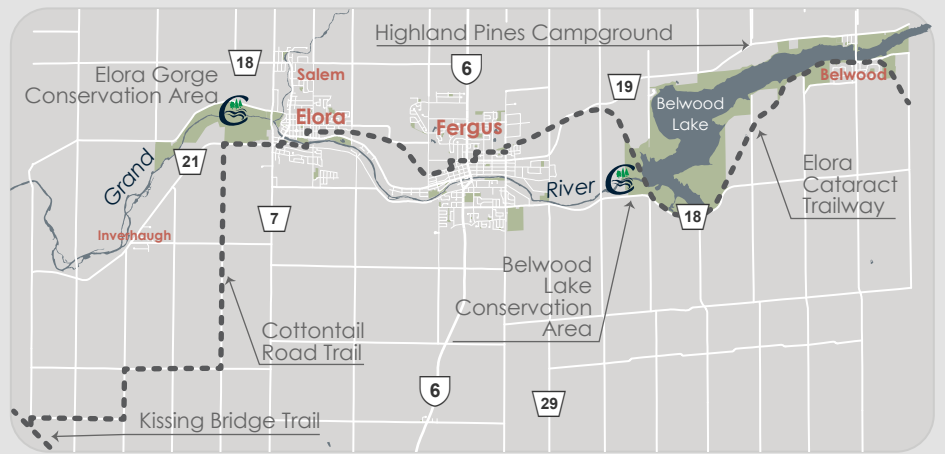 Highland Pines Campground
18
6
Elora Gorge
Conservation Area
Salem
Belwood
19
Belwood
Lake
Elora
Fergus
21
Grand
River
Elora
Cataract
Trailway
7
18
Inverhaugh
Belwood
Lake
Conservation
Area
Cottontail
Road Trail
6
29
Kissing Bridge Trail